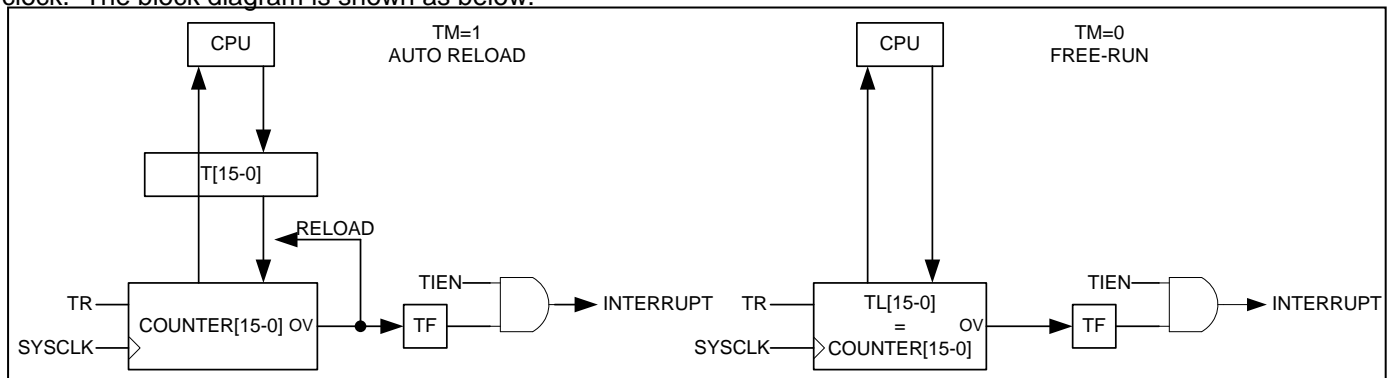 clock. The block diagram is shown as below.
CPU
TM=1
AUTO RELOAD
T[15-0]
RELOAD
TR
SYSCLK
COUNTER[15-0]
OV
TF
TIEN
INTERRUPT
CPU
TM=0
FREE-RUN
TR
SYSCLK
TL[15-0]
=
COUNTER[15-0]
OV
TF
TIEN
INTERRUPT